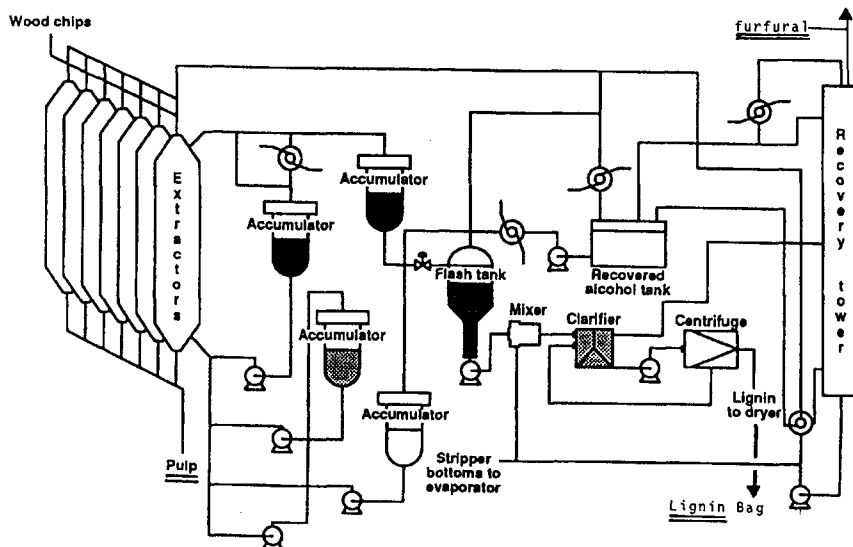 Wood chips
furfural
Extractors
Accumulator
Accumulator
Accumulator
Accumulator
Flash tank
Recovered
alcohol tank
Recovery tower
Mixer
Clarifier
Centrifuge
Lignin
to dryer
Pulp
Stripper
bottoms to
evaporator
Lignin Bag